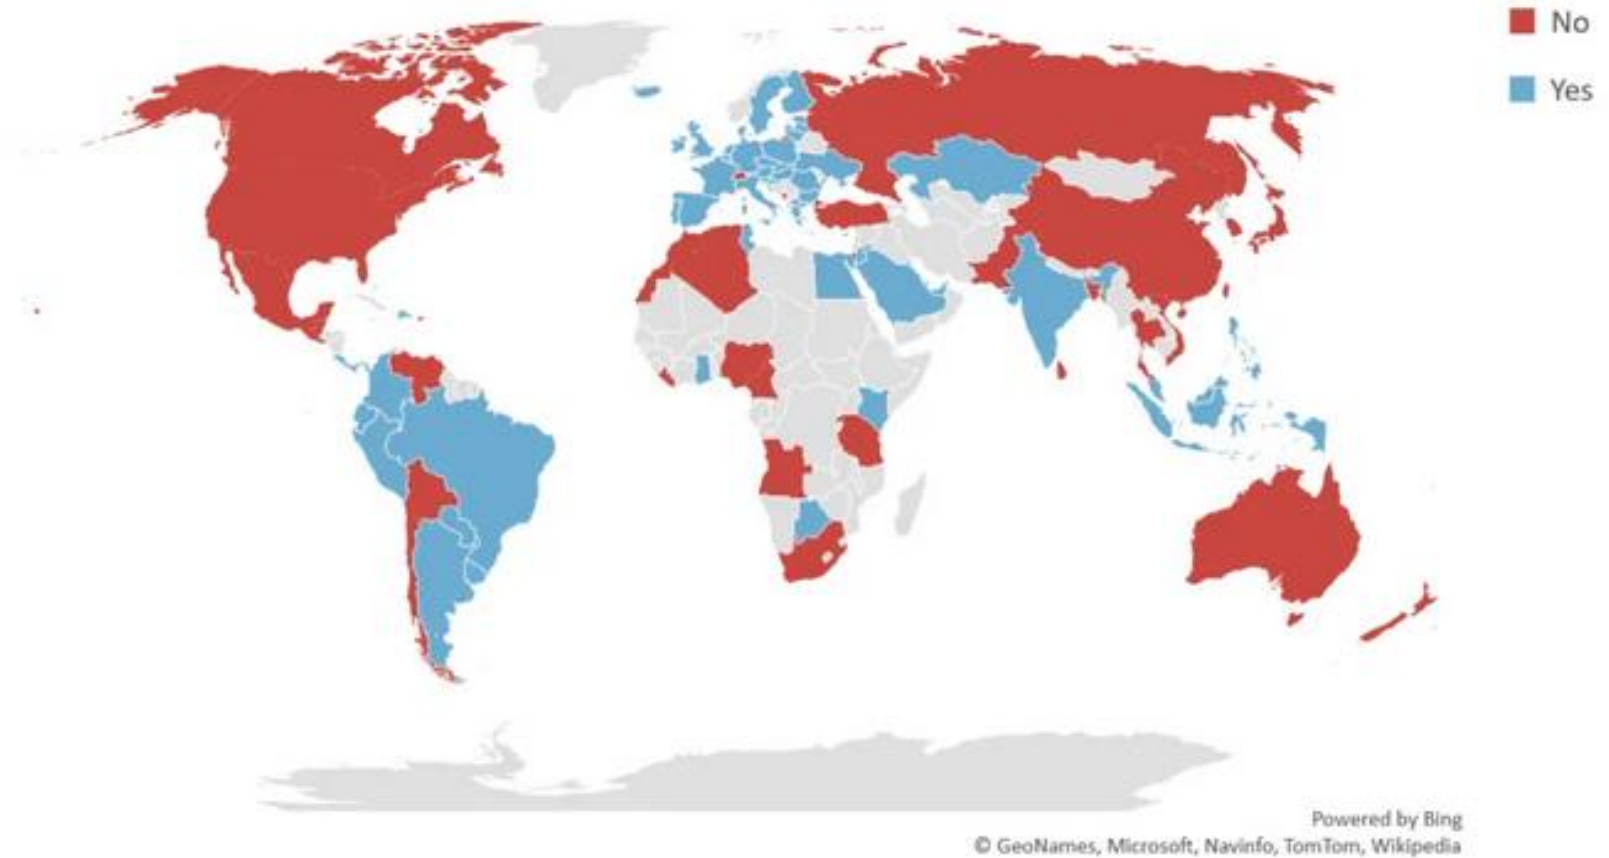 No
Yes
Powered by Bing
© GeoNames, Microsoft, Navinfo, TomTom, Wikipedia